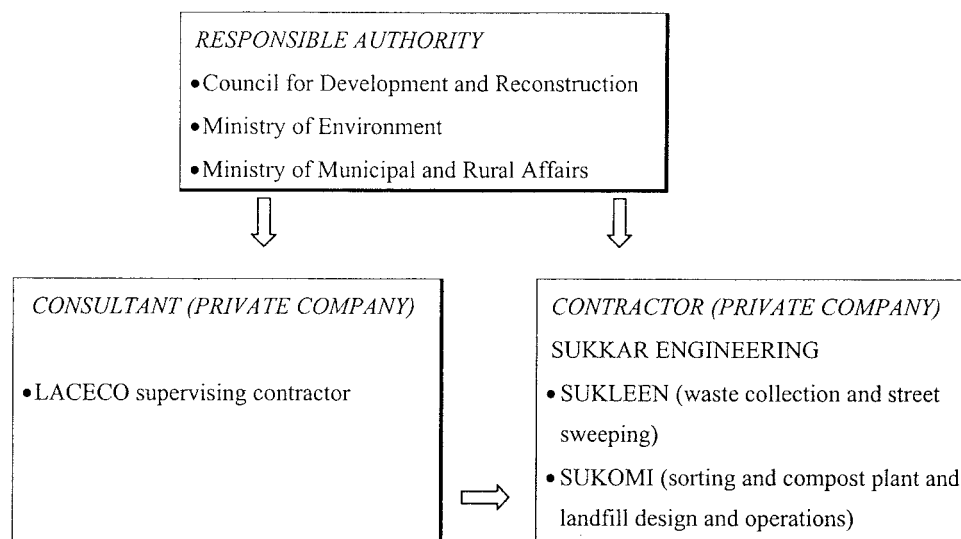 RESPONSIBLE AUTHORITY
•Council for Development and Reconstruction
•Ministry of Environment
•Ministry of Municipal and Rural Affairs
CONSULTANT (PRIVATE COMPANY)
•LACECO supervising contractor
CONTRACTOR (PRIVATE COMPANY)
SUKKAR ENGINEERING
•SUKLEEN (waste collection and street
sweeping)
•SUKOMI (sorting and compost plant and
landfill design and operations)